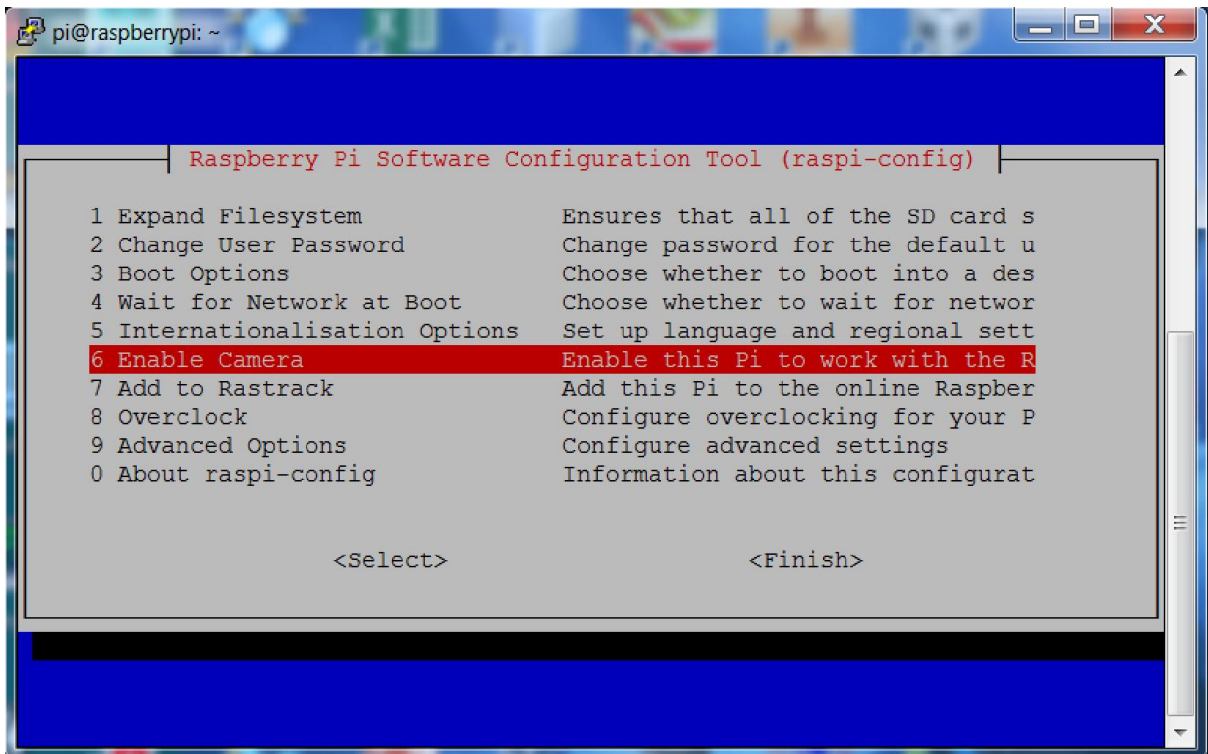 pi@raspberrypi: ~
Raspberry Pi Software Configuration Tool (raspi-config)
1 Expand Filesystem Ensures that all of the SD card s
2 Change User Password Change password for the default u
3 Boot Options Choose whether to boot into a des
4 Wait for Network at Boot Choose whether to wait for networ
5 Internationalisation Options Set up language and regional sett
6 Enable Camera Enable this Pi to work with the R
7 Add to Rastrack Add this Pi to the online Raspber
8 Overclock Configure overclocking for your P
9 Advanced Options Configure advanced settings
0 About raspi-config Information about this configurat
<Select> <Finish>